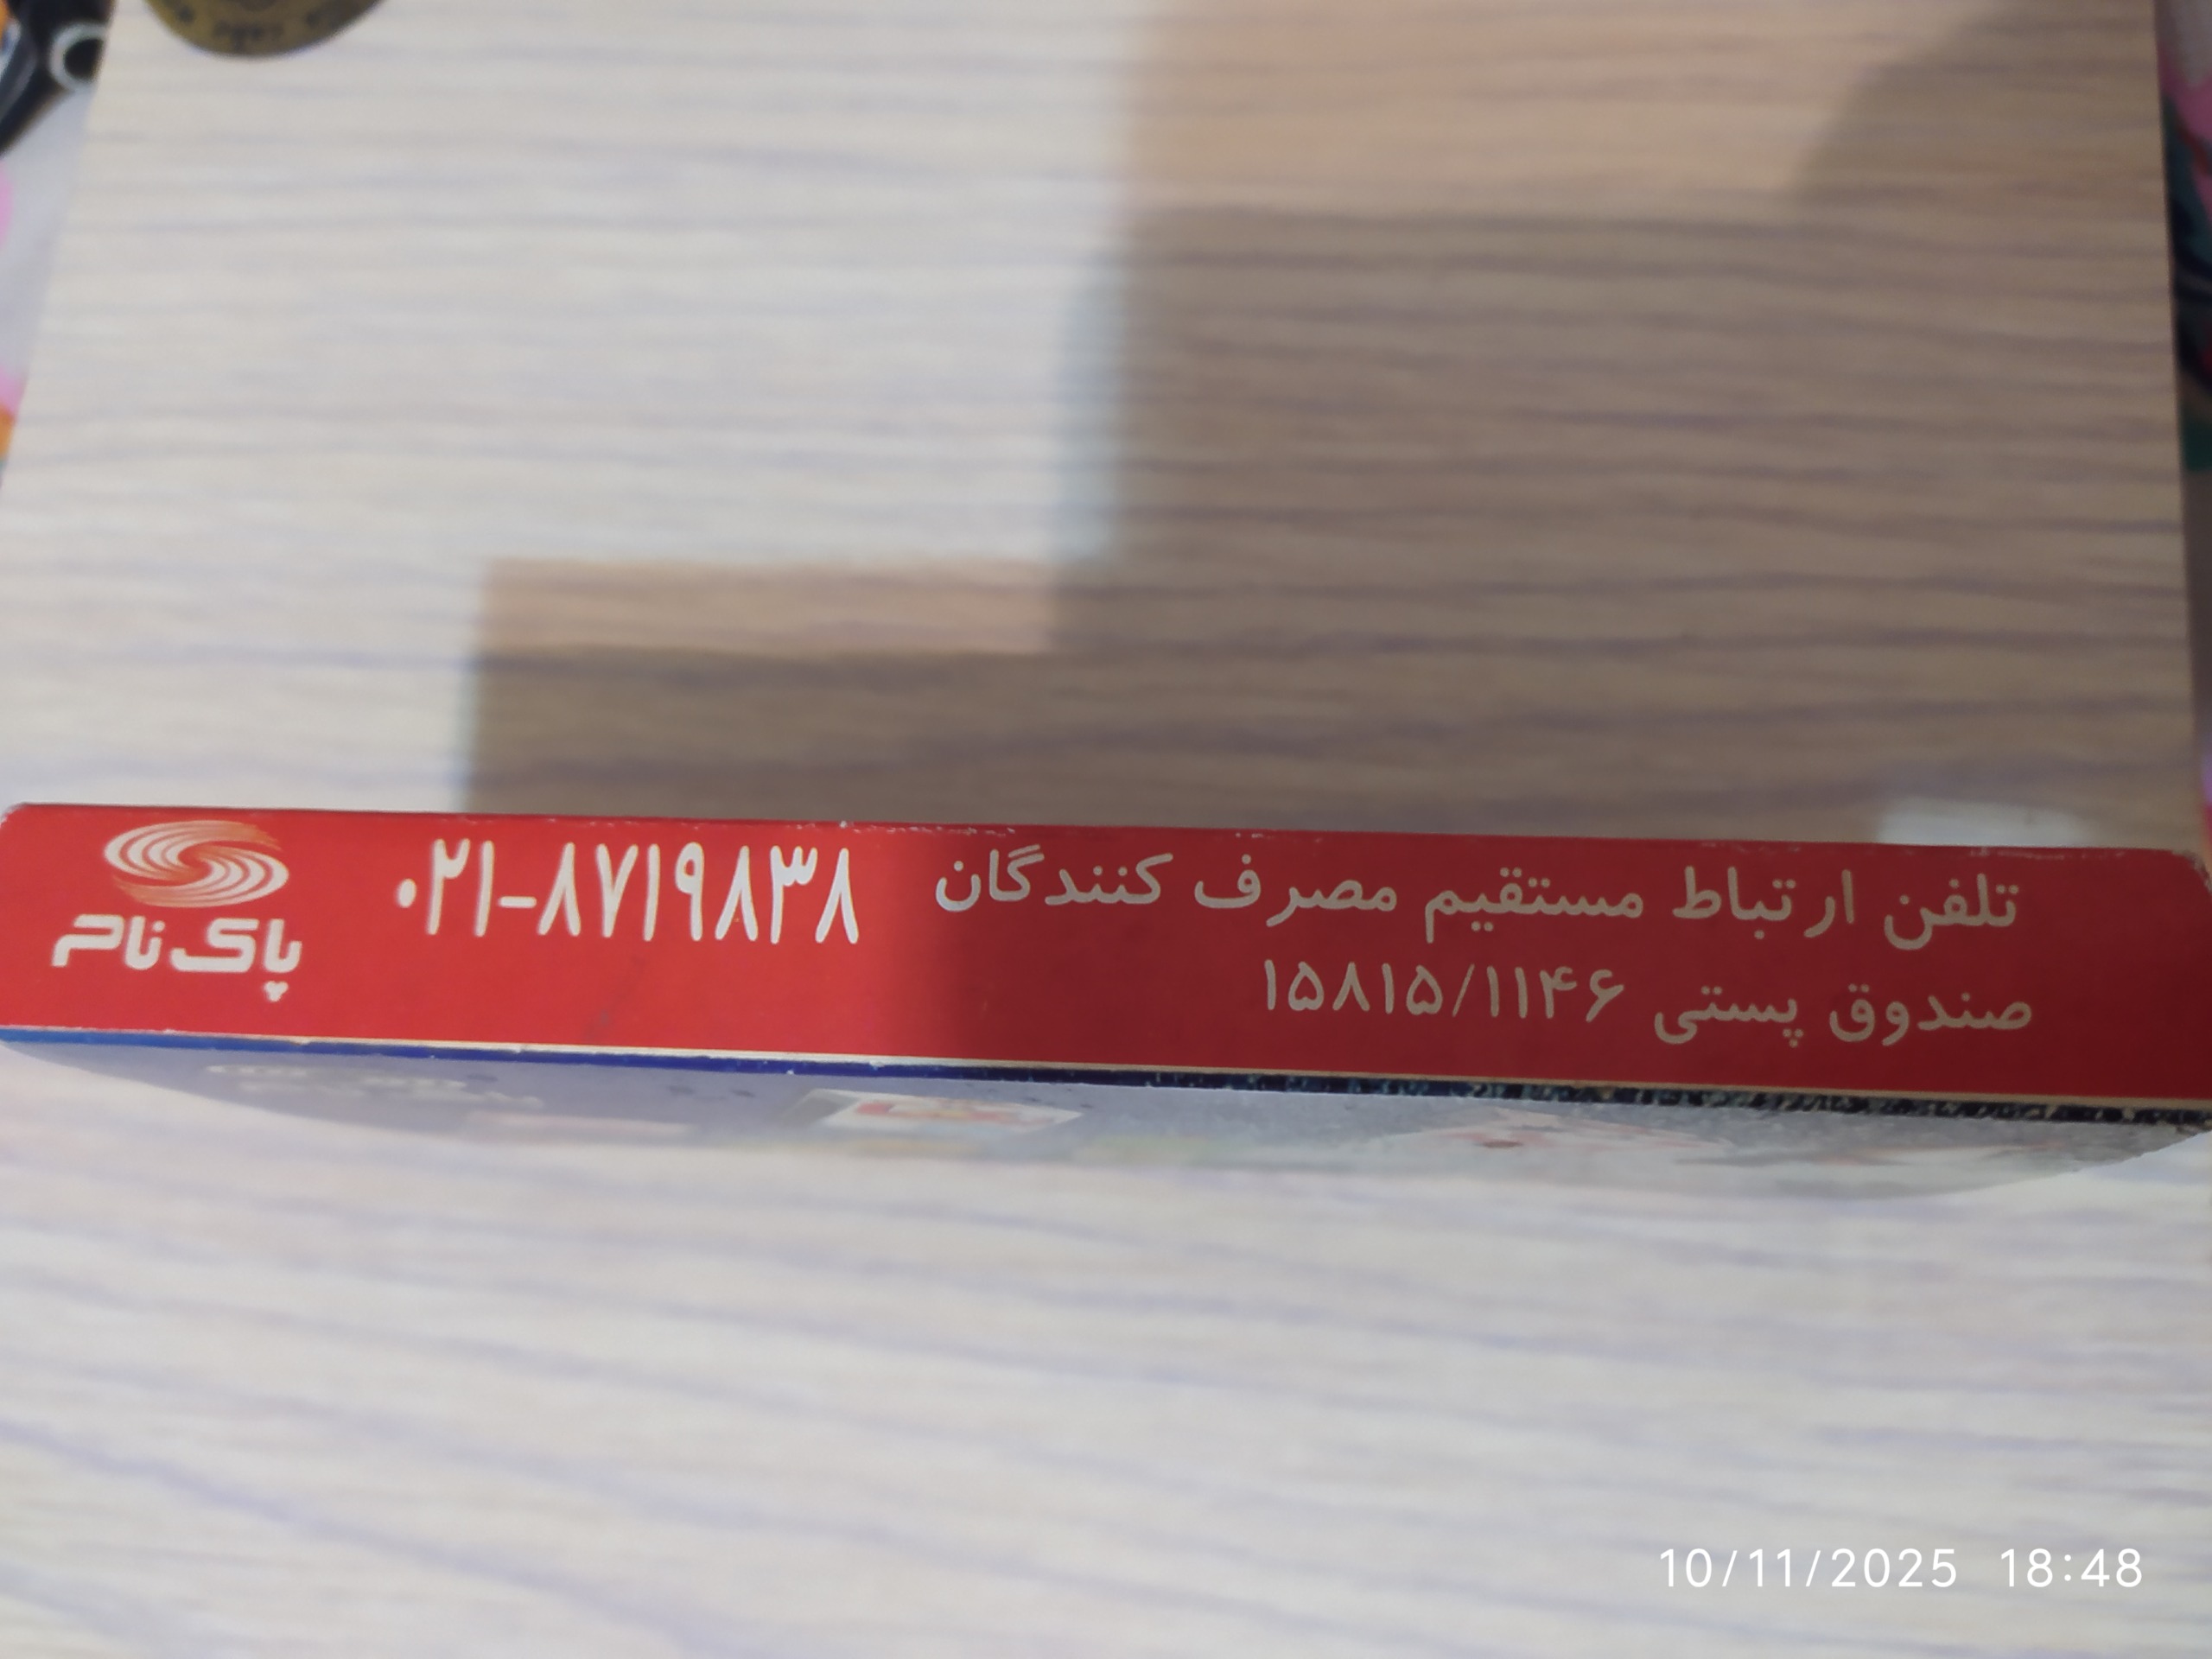 تلفن ارتباط مستقیم مصرف کنندگان ۰۲۱-۸۷۱۹۸۳۸
صندوق پستی ۱۵۸۱۵/۱۱۴۶
پاک نام
10/11/2025 18:48